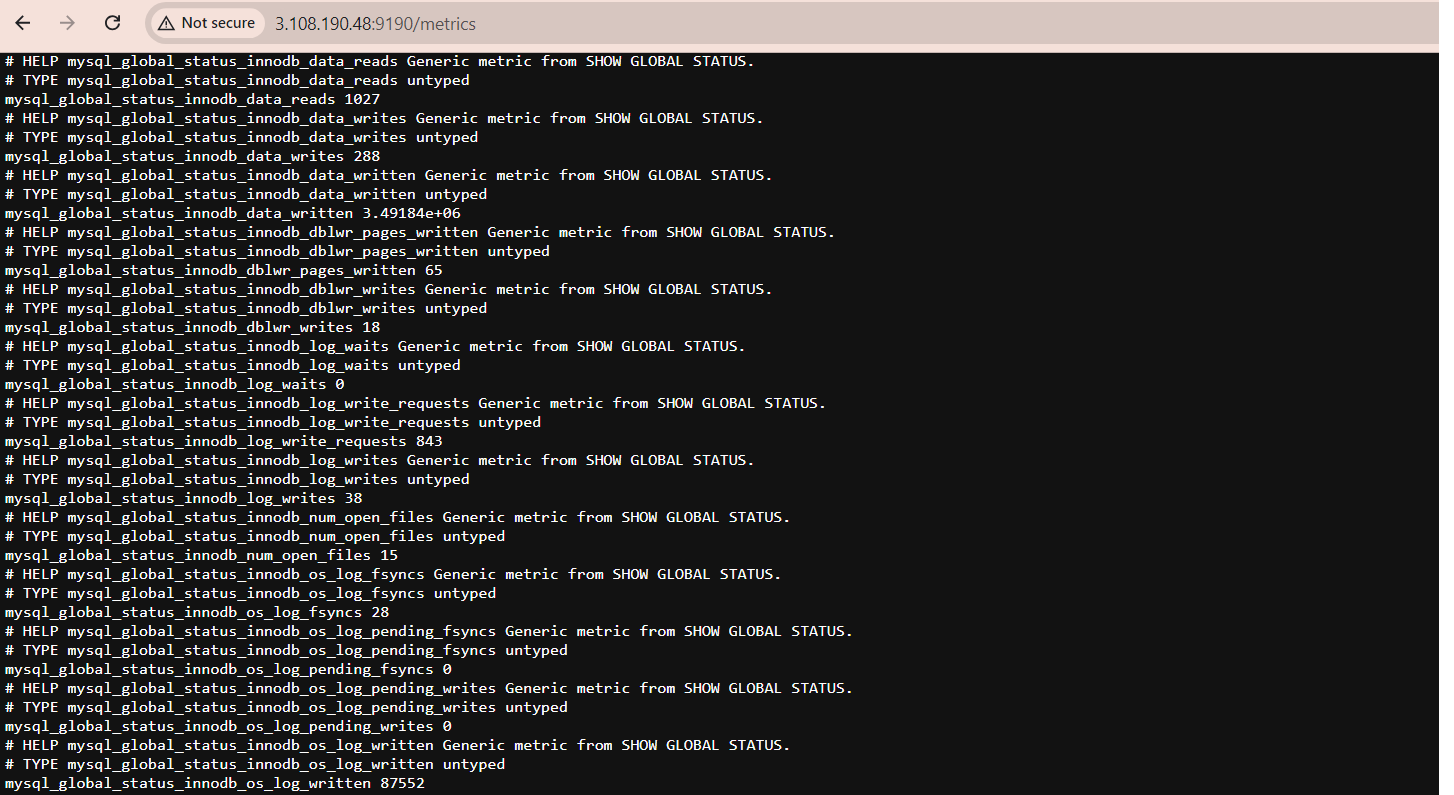 Not secure 3.108.190.48:9190/metrics
# HELP mysql_global_status_innodb_data_reads Generic metric from SHOW GLOBAL STATUS.
# TYPE mysql_global_status_innodb_data_reads untyped
mysql_global_status_innodb_data_reads 1027
# HELP mysql_global_status_innodb_data_writes Generic metric from SHOW GLOBAL STATUS.
# TYPE mysql_global_status_innodb_data_writes untyped
mysql_global_status_innodb_data_writes 288
# HELP mysql_global_status_innodb_data_written Generic metric from SHOW GLOBAL STATUS.
# TYPE mysql_global_status_innodb_data_written untyped
mysql_global_status_innodb_data_written 3.49184e+06
# HELP mysql_global_status_innodb_dblwr_pages_written Generic metric from SHOW GLOBAL STATUS.
# TYPE mysql_global_status_innodb_dblwr_pages_written untyped
mysql_global_status_innodb_dblwr_pages_written 65
# HELP mysql_global_status_innodb_dblwr_writes Generic metric from SHOW GLOBAL STATUS.
# TYPE mysql_global_status_innodb_dblwr_writes untyped
mysql_global_status_innodb_dblwr_writes 18
# HELP mysql_global_status_innodb_log_waits Generic metric from SHOW GLOBAL STATUS.
# TYPE mysql_global_status_innodb_log_waits untyped
mysql_global_status_innodb_log_waits 0
# HELP mysql_global_status_innodb_log_write_requests Generic metric from SHOW GLOBAL STATUS.
# TYPE mysql_global_status_innodb_log_write_requests untyped
mysql_global_status_innodb_log_write_requests 843
# HELP mysql_global_status_innodb_log_writes Generic metric from SHOW GLOBAL STATUS.
# TYPE mysql_global_status_innodb_log_writes untyped
mysql_global_status_innodb_log_writes 38
# HELP mysql_global_status_innodb_num_open_files Generic metric from SHOW GLOBAL STATUS.
# TYPE mysql_global_status_innodb_num_open_files untyped
mysql_global_status_innodb_num_open_files 15
# HELP mysql_global_status_innodb_os_log_fsyncs Generic metric from SHOW GLOBAL STATUS.
# TYPE mysql_global_status_innodb_os_log_fsyncs untyped
mysql_global_status_innodb_os_log_fsyncs 28
# HELP mysql_global_status_innodb_os_log_pending_fsyncs Generic metric from SHOW GLOBAL STATUS.
# TYPE mysql_global_status_innodb_os_log_pending_fsyncs untyped
mysql_global_status_innodb_os_log_pending_fsyncs 0
# HELP mysql_global_status_innodb_os_log_pending_writes Generic metric from SHOW GLOBAL STATUS.
# TYPE mysql_global_status_innodb_os_log_pending_writes untyped
mysql_global_status_innodb_os_log_pending_writes 0
# HELP mysql_global_status_innodb_os_log_written Generic metric from SHOW GLOBAL STATUS.
# TYPE mysql_global_status_innodb_os_log_written untyped
mysql_global_status_innodb_os_log_written 87552